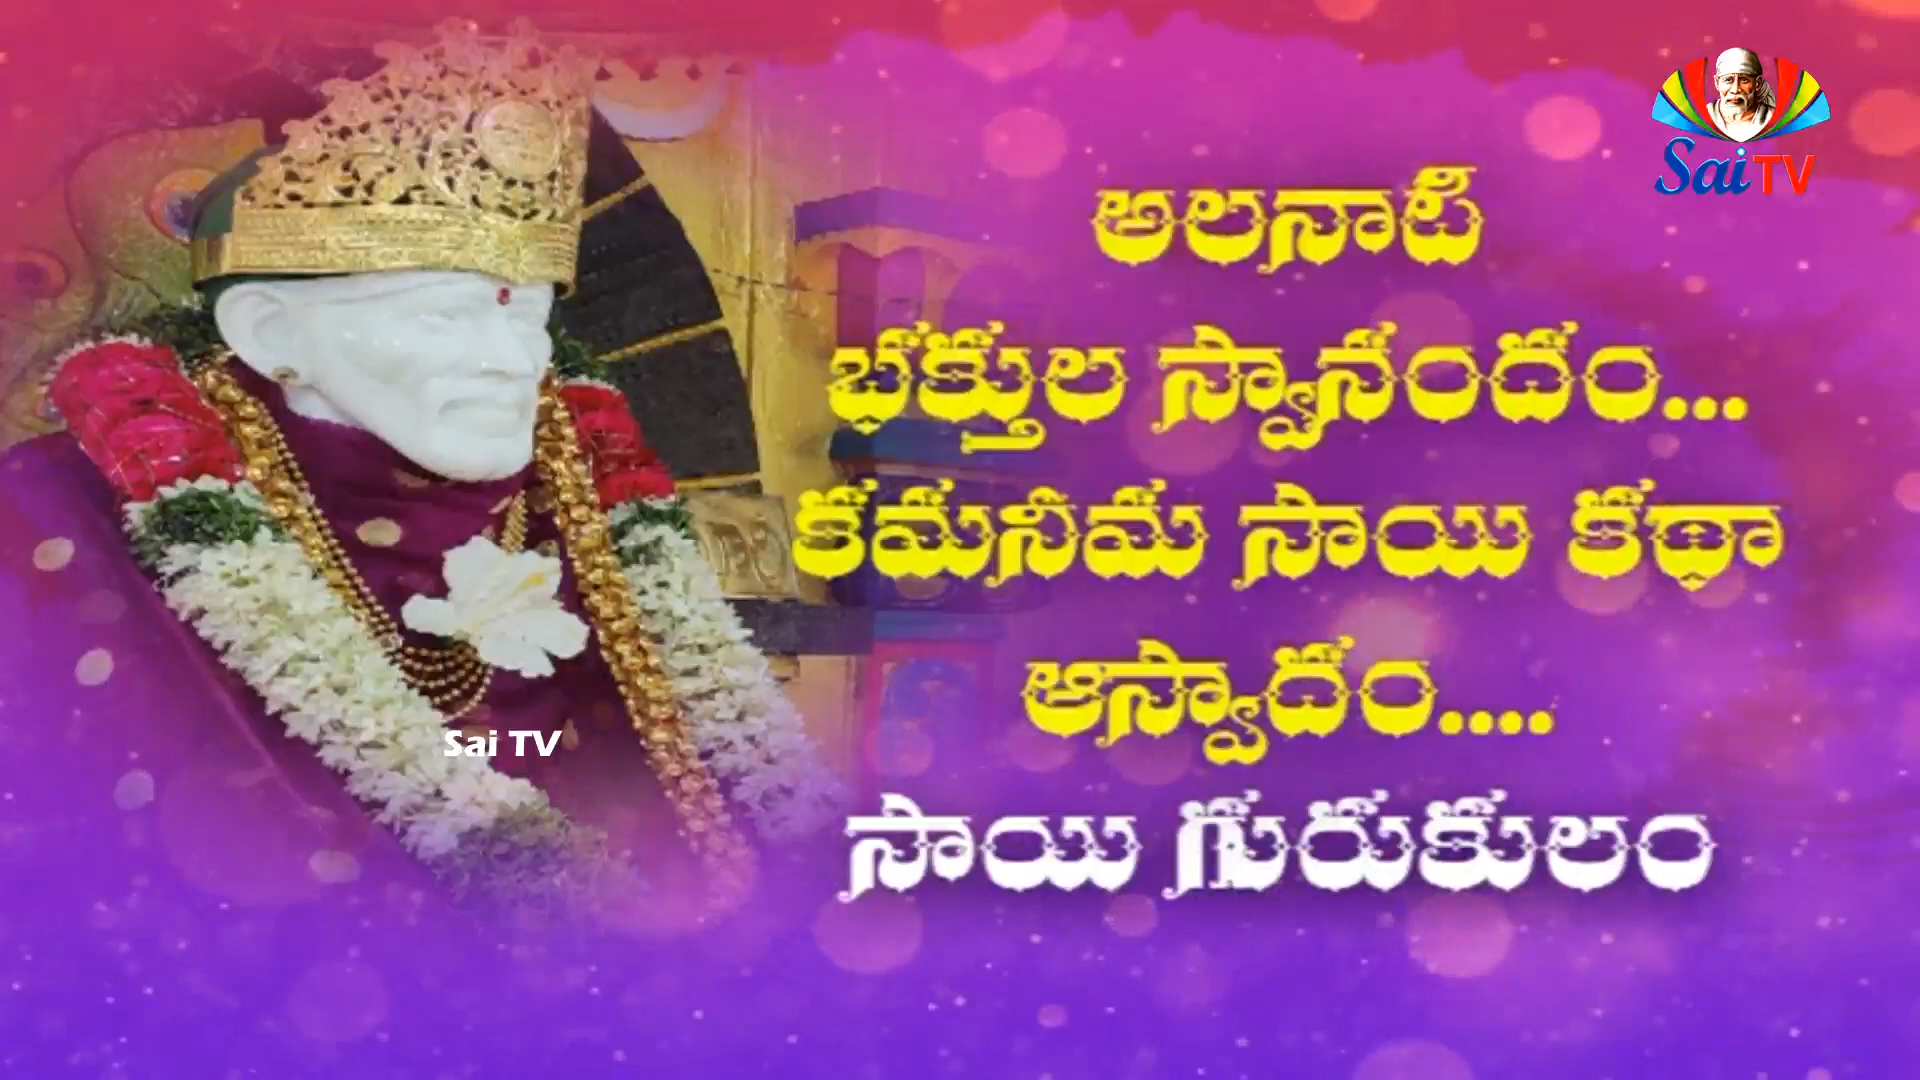 Sai TV
అలనాటి
భక్తుల స్వానందం...
కమనీమ సాయి కథా
ఆస్వాదం....
Sai TV
సాయి గురుకులం